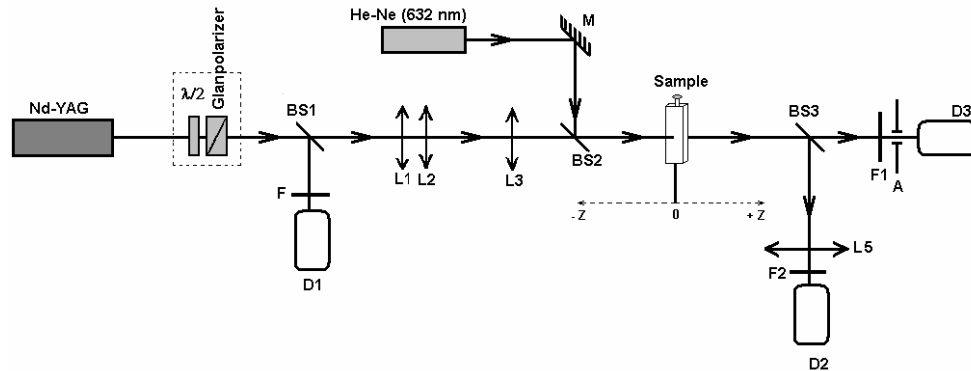 He-Ne (632 nm)
M
Glanpolarizer
λ/2
Nd-YAG
BS1
Sample
BS3
D3
BS2
F1
A
L1
L2
L3
F
- Z
0
+ Z
L5
F2
D1
D2